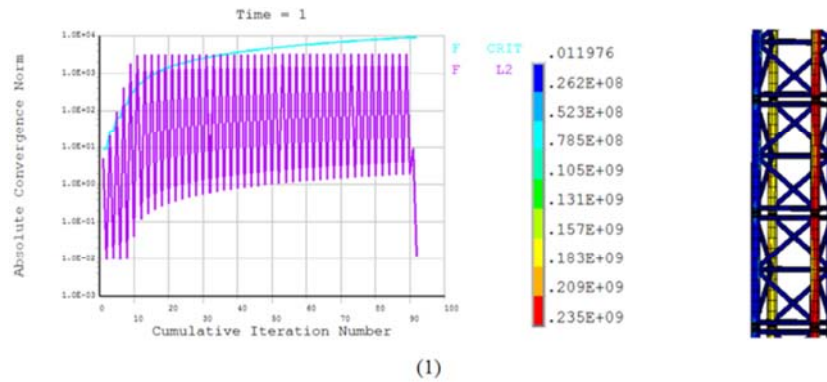 Time = 1
Absolute Convergence Norm
1.0E+04
1.0E+03
1.0E+02
1.0E+01
1.0E+00
1.0E-01
1.0E-02
1.0E-03
0 10 20 30 40 50 60 70 80 90 100
Cumulative Iteration Number
F CRIT
F L2
.011976
.262E+08
.523E+08
.785E+08
.105E+09
.131E+09
.157E+09
.183E+09
.209E+09
.235E+09
(1)